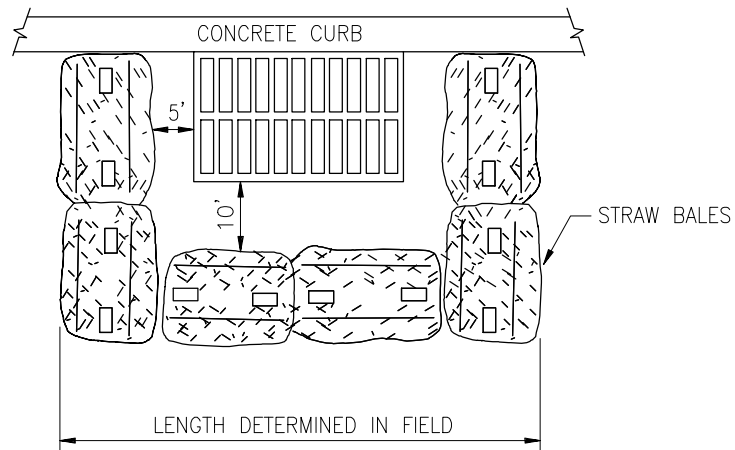 CONCRETE CURB
5'
10'
STRAW BALES
LENGTH DETERMINED IN FIELD